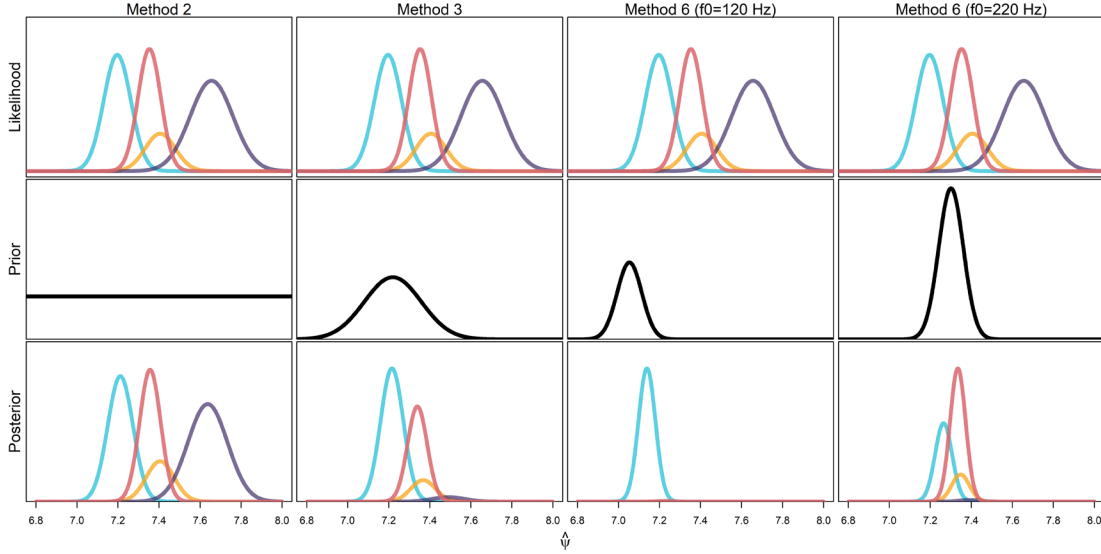 Method 2 Method 3 Method 6 (f0=120 Hz) Method 6 (f0=220 Hz)
Likelihood
Prior
Posterior
6.8 7.0 7.2 7.4 7.6 7.8 8.0 6.8 7.0 7.2 7.4 7.6 7.8 8.0 6.8 7.0 7.2 7.4 7.6 7.8 8.0 6.8 7.0 7.2 7.4 7.6 7.8 8.0
ψ̂